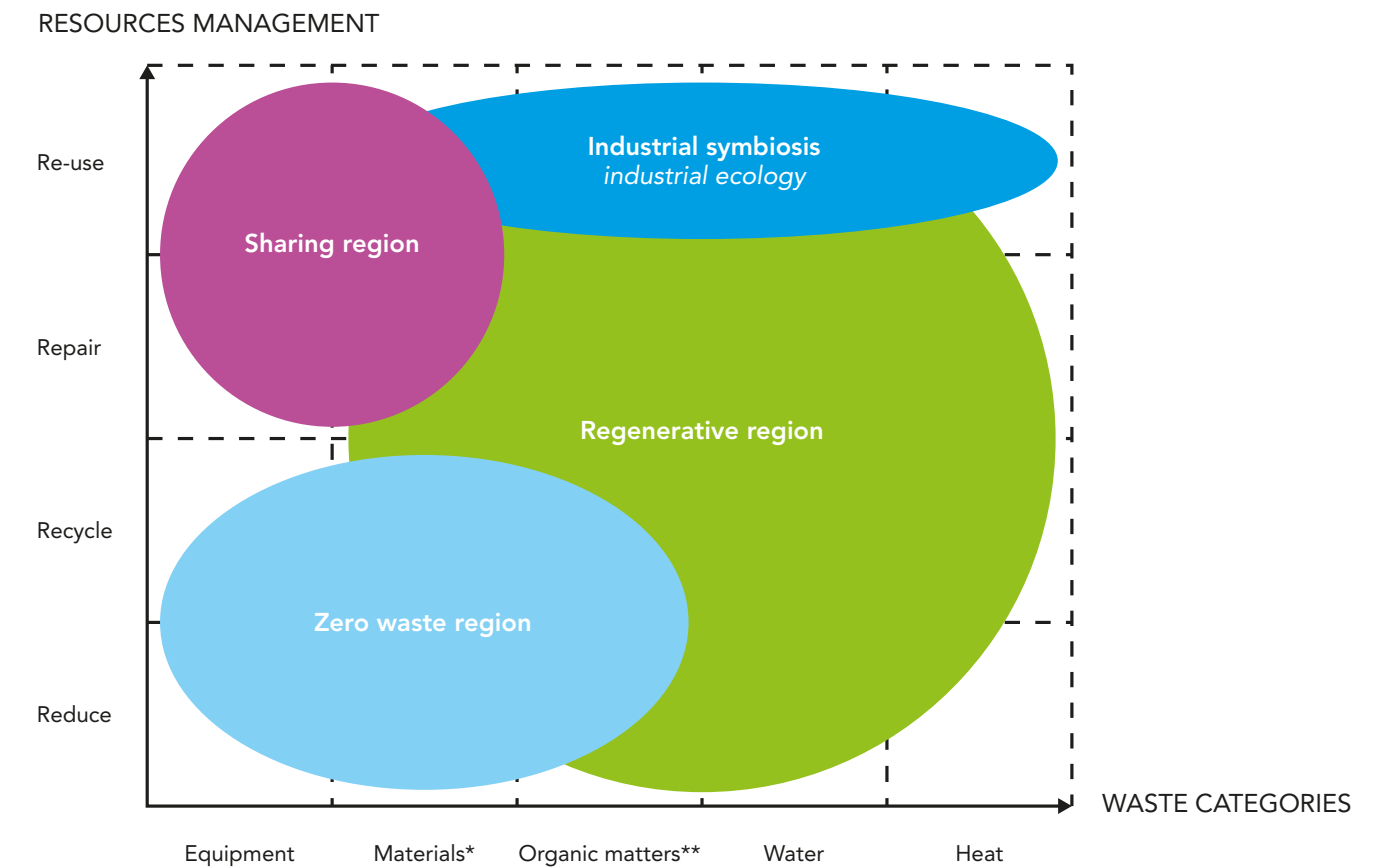 RESOURCES MANAGEMENT
Re-use
Industrial symbiosis
industrial ecology
Sharing region
Repair
Regenerative region
Recycle
Zero waste region
Reduce
WASTE CATEGORIES
Equipment Materials* Organic matters** Water Heat